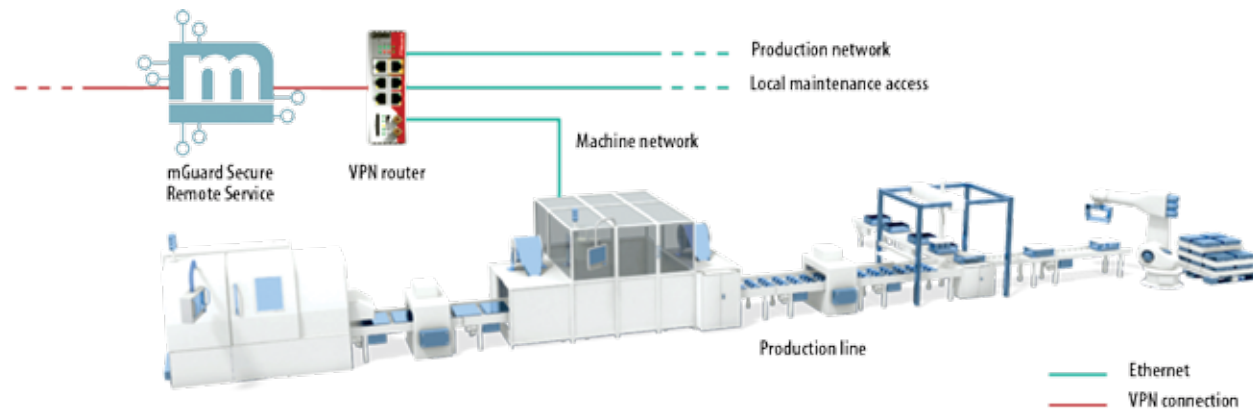 m
Production network
Local maintenance access
Machine network
mGuard Secure
Remote Service
VPN router
Production line
Ethernet
VPN connection